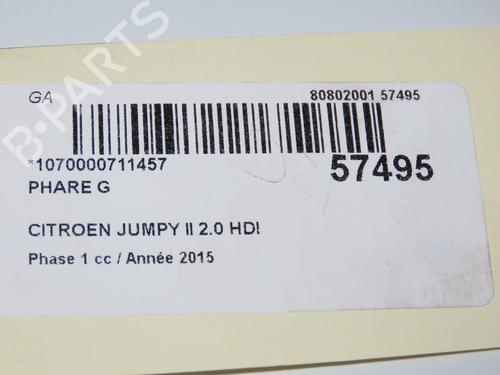 GA
80802001 57495
*1070000711457
57495
PHARE G
CITROEN JUMPY II 2.0 HDI
Phase 1 cc / Année 2015
B-PARTS